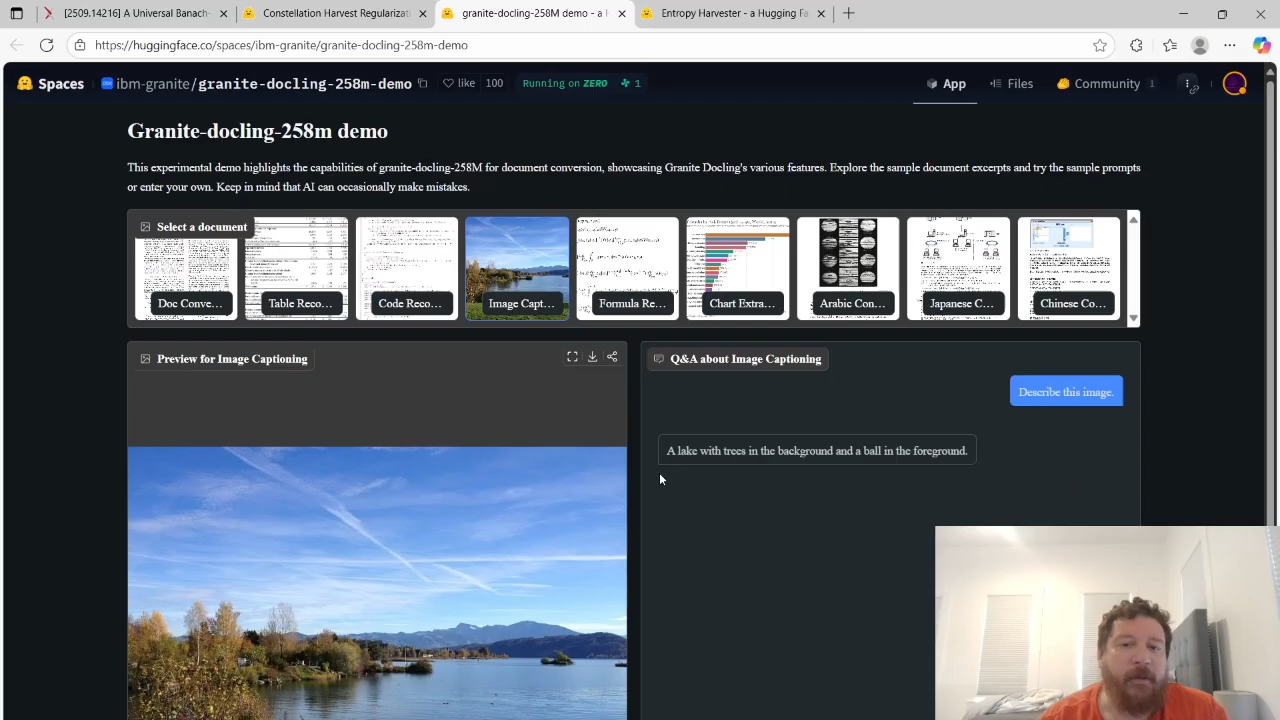 [2509.14216] A Universal Banach-
Constellation Harvest Regularizati
granite-docling-258M demo - a H
Entropy Harvester - a Hugging Fa
https://huggingface.co/spaces/ibm-granite/granite-docling-258m-demo
Spaces
ibm-granite/granite-docling-258m-demo
like
100
Running on ZERO
1
App
Files
Community
1
Granite-docling-258m demo
This experimental demo highlights the capabilities of granite-docling-258M for document conversion, showcasing Granite Docling's various features. Explore the sample document excerpts and try the sample prompts
or enter your own. Keep in mind that AI can occasionally make mistakes.
Select a document
Doc Conve...
Table Reco...
Code Reco...
Image Capt...
Formula Re...
Chart Extra...
Arabic Con...
Japanese C...
Chinese Co...
Preview for Image Captioning
Q&A about Image Captioning
Describe this image.
A lake with trees in the background and a ball in the foreground.